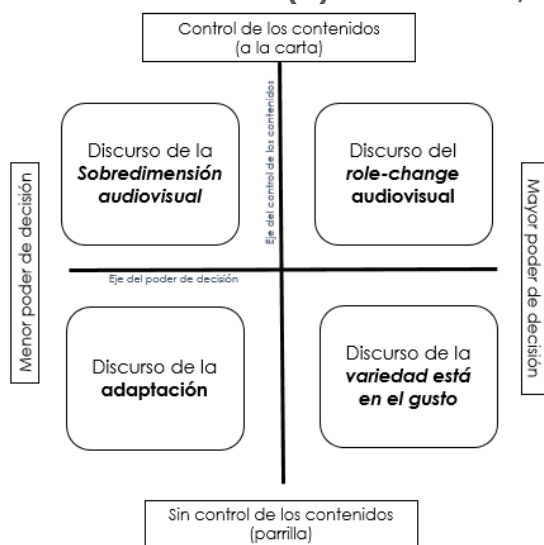 Control de los contenidos
(a la carta)
Eje del control de los contenidos
Discurso de la
Sobredimensión
audiovisual
Discurso del
role-change
audiovisual
Menor poder de decisión
Mayor poder de decisión
Eje del poder de decisión
Discurso de la
adaptación
Discurso de la
variedad está
en el gusto
Sin control de los contenidos
(parrilla)